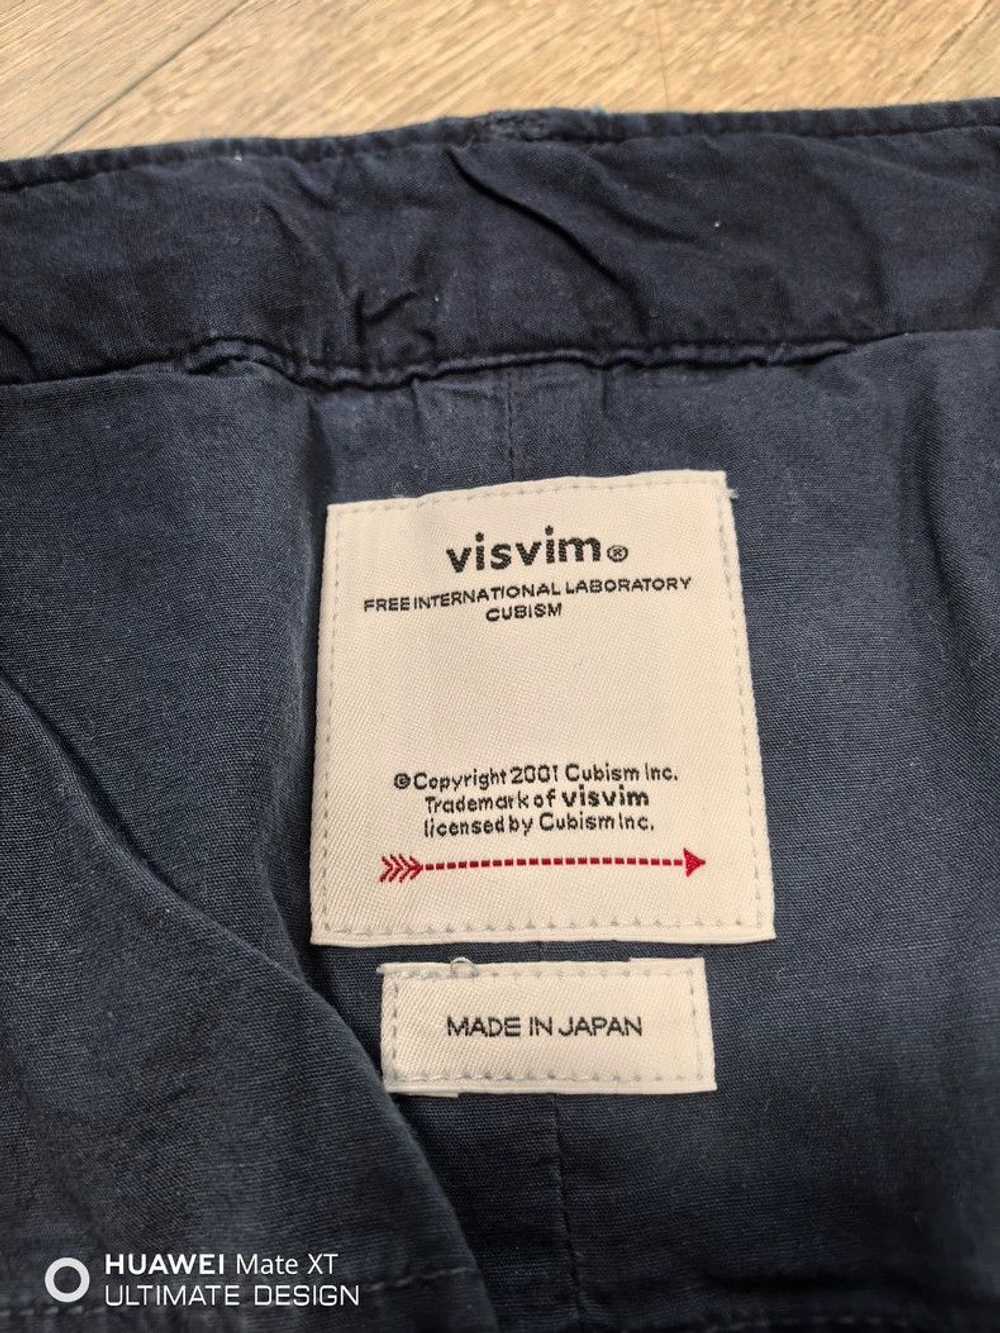 visvim®
FREE INTERNATIONAL LABORATORY
CUBISM
©Copyright 2001 Cubism Inc.
Trademark of visvim
licensed by Cubism Inc.
MADE IN JAPAN
HUAWEI Mate XT
ULTIMATE DESIGN